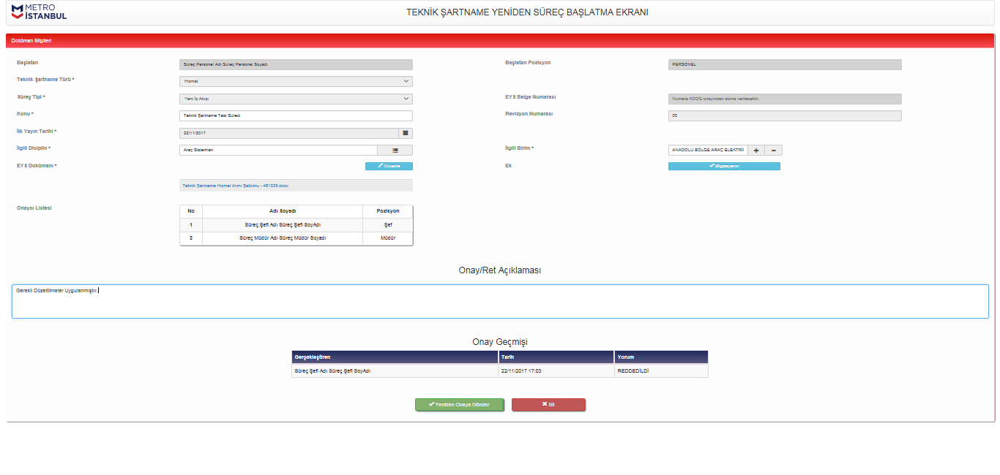 METRO
İSTANBUL
TEKNİK ŞARTNAME YENİDEN SÜREÇ BAŞLATMA EKRANI
Doküman Bilgileri
Başlatan
Süreç Personel Adı Süreç Personel Soyadı
Başlatan Pozisyon
PERSONEL
Teknik Şartname Türü *
Hizmet
Süreç Tipi *
Yeni İş Akışı
EYS Belge Numarası
Numara KDDG onayından sonra verilecektir.
Konu *
Teknik Şartname Test Süreci
Revizyon Numarası
00
İlk Yayın Tarihi *
22/11/2017
İlgili Disiplin *
Araç Sistemleri
İlgili Birim *
ANADOLU BÖLGE ARAÇ ELEKTRİK
EYS Dokümanı *
Düzenle
Ek
Bilgisayarım
Teknik Şartname Hizmet Alımı Şablonu - 461325.docx
Onaycı Listesi
No Adı Soyadı Pozisyon
1 Süreç Şefi Adı Süreç Şefi SoyAdı Şef
2 Süreç Müdür Adı Süreç Müdür Soyadı Müdür
Onay/Ret Açıklaması
Gerekli Düzeltilmeler Uygulanmıştır.
Onay Geçmişi
Gerçekleştiren Tarih Yorum
Süreç Şefi Adı Süreç Şefi SoyAdı 22/11/2017 17:03 REDDEDİLDİ
Yeniden Onaya Gönder
Sil